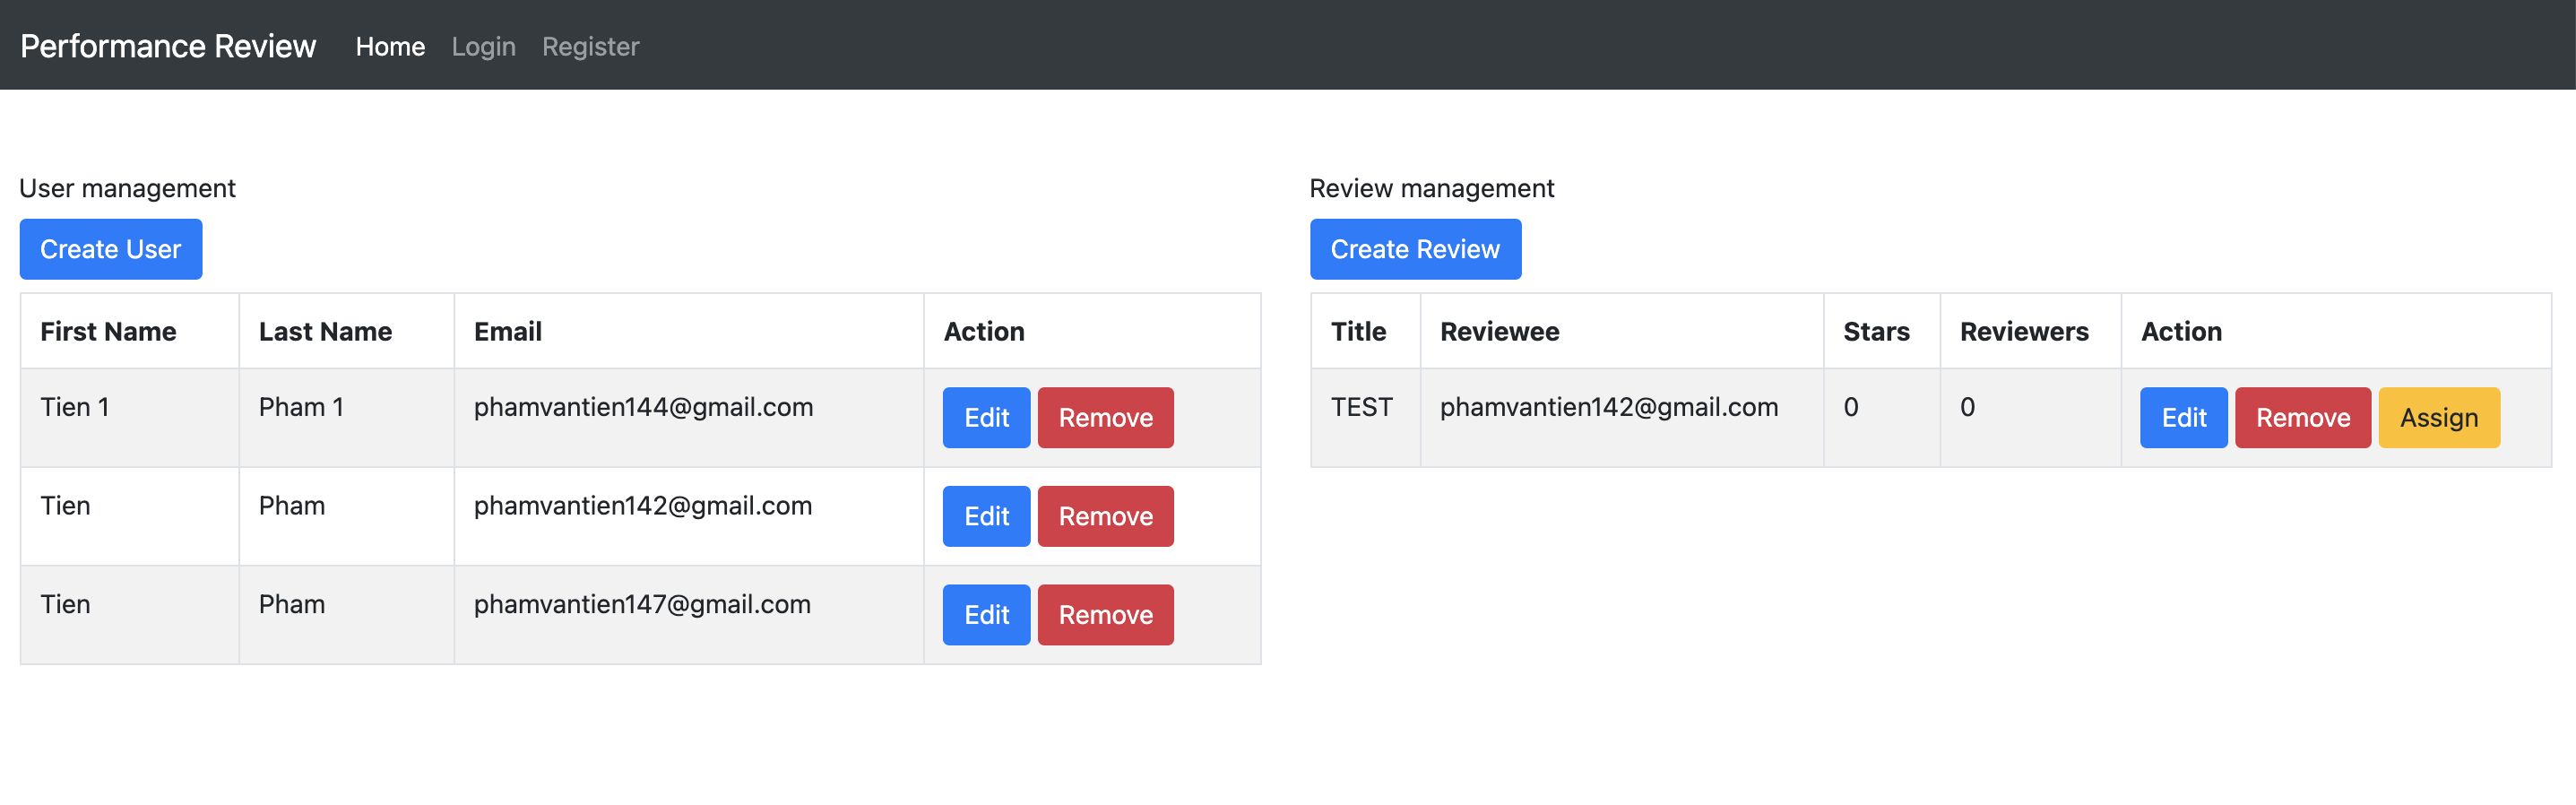 Performance Review Home Login Register
User management
Create User
First Name Last Name Email Action
Tien 1 Pham 1 phamvantien144@gmail.com Edit Remove
Tien Pham phamvantien142@gmail.com Edit Remove
Tien Pham phamvantien147@gmail.com Edit Remove
Review management
Create Review
Title Reviewee Stars Reviewers Action
TEST phamvantien142@gmail.com 0 0 Edit Remove Assign